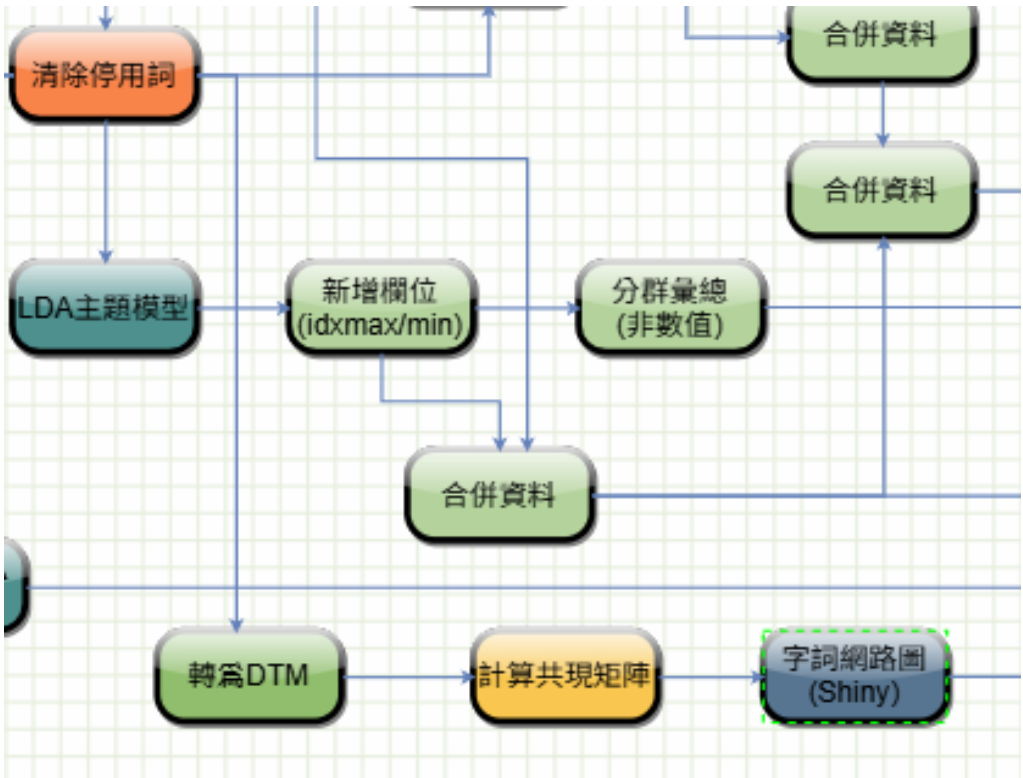 合併資料
清除停用詞
合併資料
LDA主題模型
新增欄位
(idxmax/min)
分群彙總
(非數值)
合併資料
轉為DTM
計算共現矩陣
字詞網路圖
(Shiny)